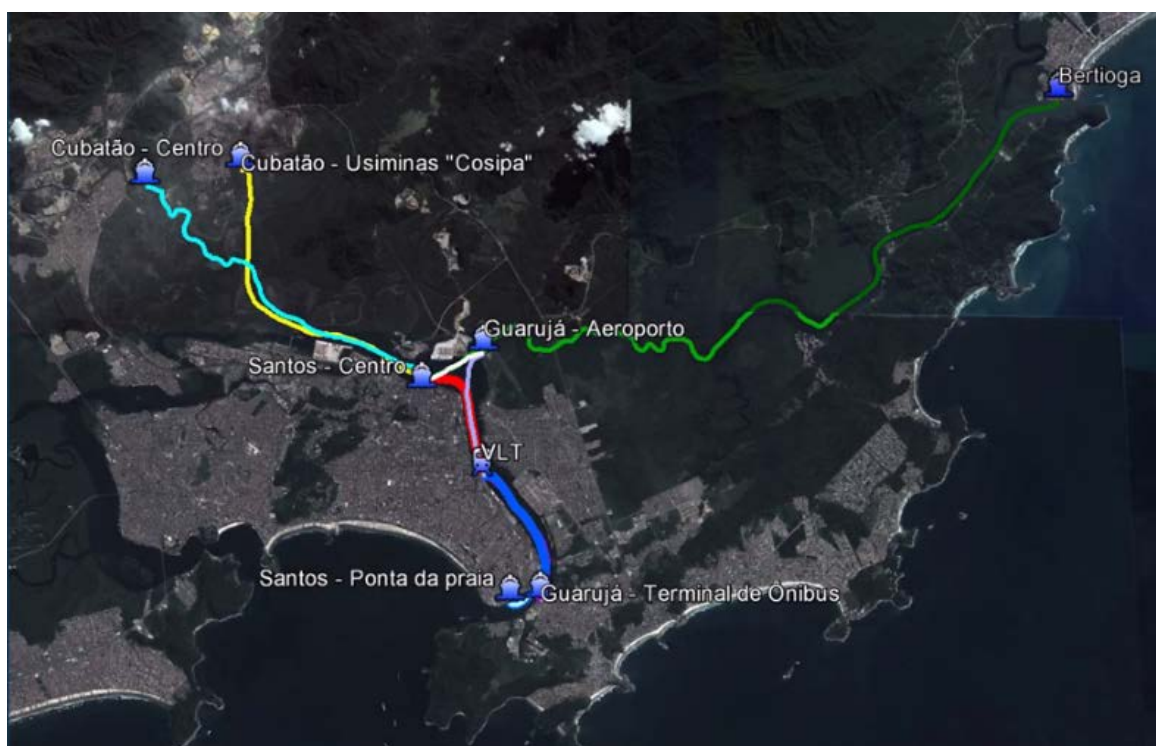 Bertioga
Cubatão - Centro
Cubatão - Usiminas "Cosipa"
Guarujá - Aeroporto
Santos - Centro
VLT
Santos - Ponta da praia
Guarujá - Terminal de Ônibus